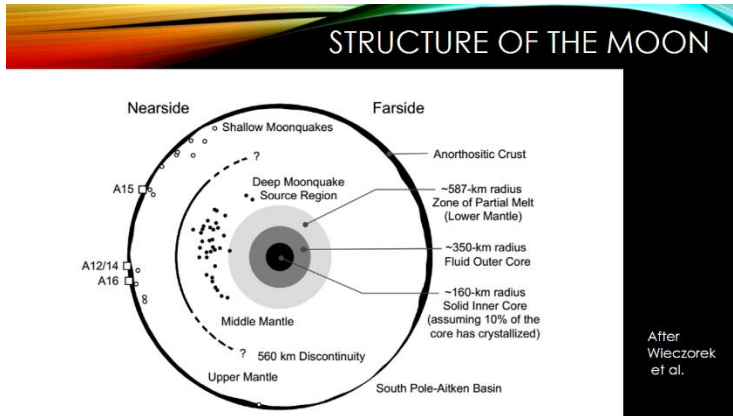 STRUCTURE OF THE MOON
Nearside
Farside
Shallow Moonquakes
?
Anorthositic Crust
A15
Deep Moonquake
Source Region
~587-km radius
Zone of Partial Melt
(Lower Mantle)
~350-km radius
Fluid Outer Core
A12/14
A16
~160-km radius
Solid Inner Core
(assuming 10% of the
core has crystallized)
Middle Mantle
?
560 km Discontinuity
Upper Mantle
South Pole-Aitken Basin
After
Wieczorek
et al.